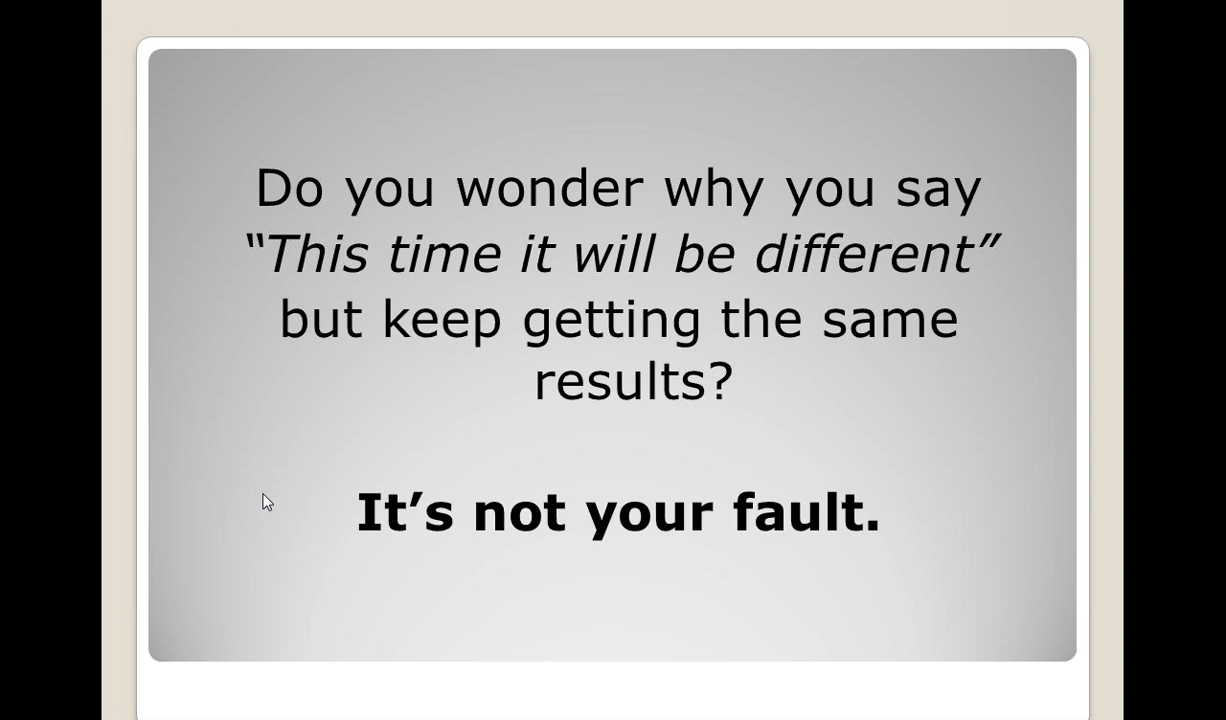 Do you wonder why you say
“This time it will be different”
but keep getting the same
results?
It’s not your fault.